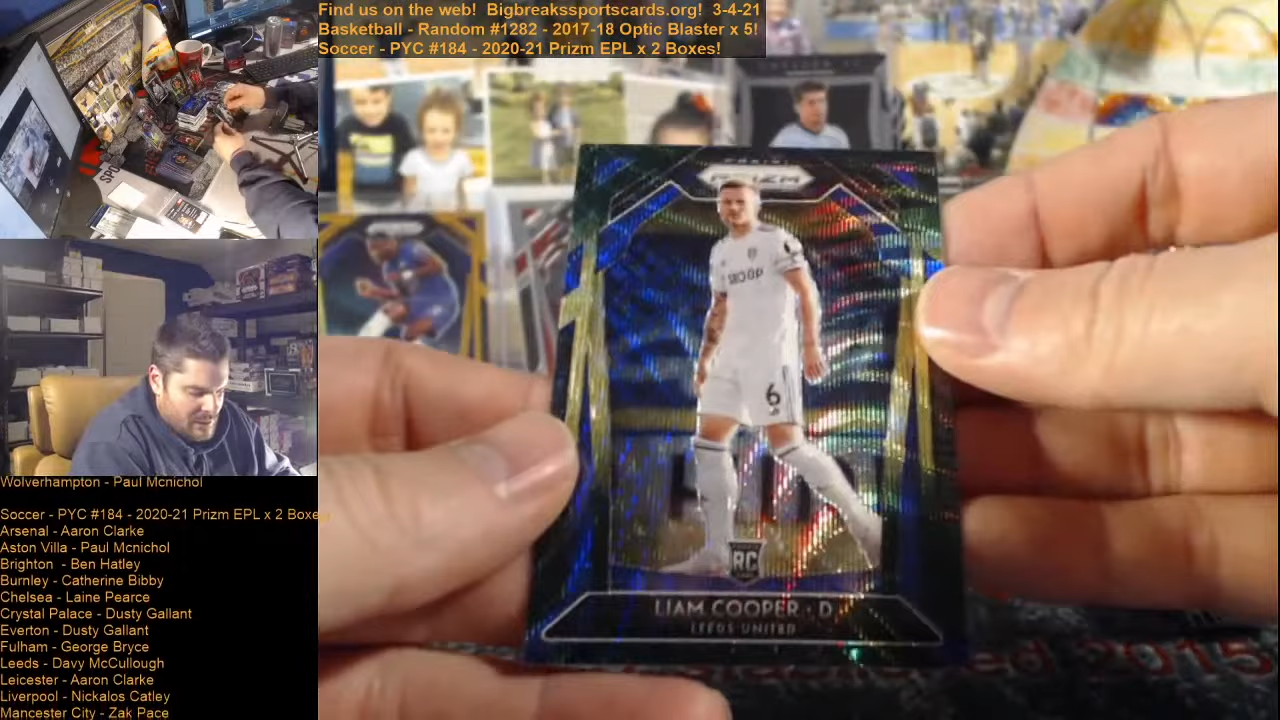 Find us on the web!  Bigbreakssportscards.org!  3-4-21
Basketball - Random #1282 - 2017-18 Optic Blaster x 5!
Soccer - PYC #184 - 2020-21 Prizm EPL x 2 Boxes!
PANINI
PRIZM
SBOTOP
6
RC
LIAM COOPER · D
LEEDS UNITED
2015
Wolverhampton - Paul Mcnichol
Soccer - PYC #184 - 2020-21 Prizm EPL x 2 Boxes
Arsenal - Aaron Clarke
Aston Villa - Paul Mcnichol
Brighton  - Ben Hatley
Burnley - Catherine Bibby
Chelsea - Laine Pearce
Crystal Palace - Dusty Gallant
Everton - Dusty Gallant
Fulham - George Bryce
Leeds - Davy McCullough
Leicester - Aaron Clarke
Liverpool - Nickalos Catley
Mancester City - Zak Pace